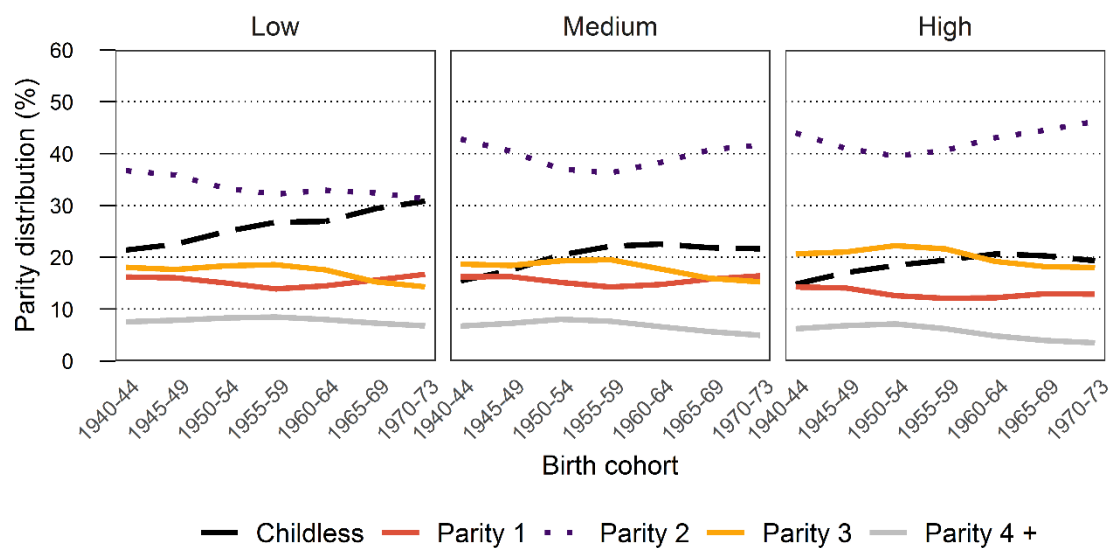 Low Medium High
Parity distribution (%)
60
50
40
30
20
10
0
1940-44 1945-49 1950-54 1955-59 1960-64 1965-69 1970-73 1940-44 1945-49 1950-54 1955-59 1960-64 1965-69 1970-73 1940-44 1945-49 1950-54 1955-59 1960-64 1965-69 1970-73
Birth cohort
Childless Parity 1 Parity 2 Parity 3 Parity 4 +